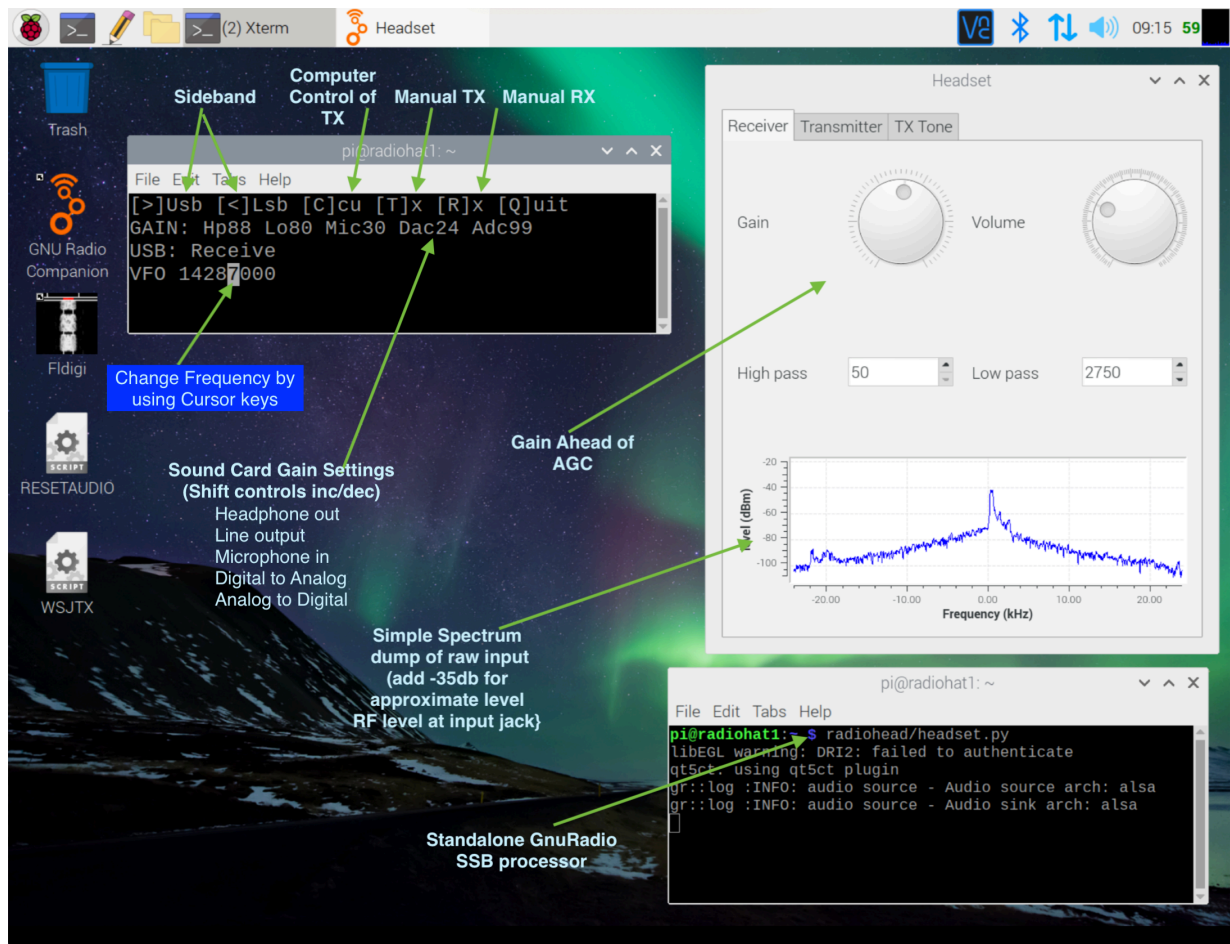 (2) Xterm
Headset
VC
09:15
59
Trash
GNU Radio
Companion
Fldigi
SCRIPT
RESETAUDIO
SCRIPT
WSJTX
Sideband
Computer
Control of
TX
Manual TX
Manual RX
pi@radiohat1: ~
File Edit Tabs Help
[>]Usb [<]Lsb [C]cu [T]x [R]x [Q]uit
GAIN: Hp88 Lo80 Mic30 Dac24 Adc99
USB: Receive
VFO 14287000
Change Frequency by
using Cursor keys
Sound Card Gain Settings
(Shift controls inc/dec)
Headphone out
Line output
Microphone in
Digital to Analog
Analog to Digital
Gain Ahead of
AGC
Simple Spectrum
dump of raw input
(add -35db for
approximate level
RF level at input jack}
Standalone GnuRadio
SSB processor
Headset
Receiver Transmitter TX Tone
Gain
Volume
High pass 50
Low pass 2750
level (dBm)
-20
-40
-60
-80
-100
-20.00 -10.00 0.00 10.00 20.00
Frequency (kHz)
pi@radiohat1: ~
File Edit Tabs Help
pi@radiohat1:~ $ radiohead/headset.py
libEGL warning: DRI2: failed to authenticate
qt5ct: using qt5ct plugin
gr::log :INFO: audio source - Audio source arch: alsa
gr::log :INFO: audio source - Audio sink arch: alsa